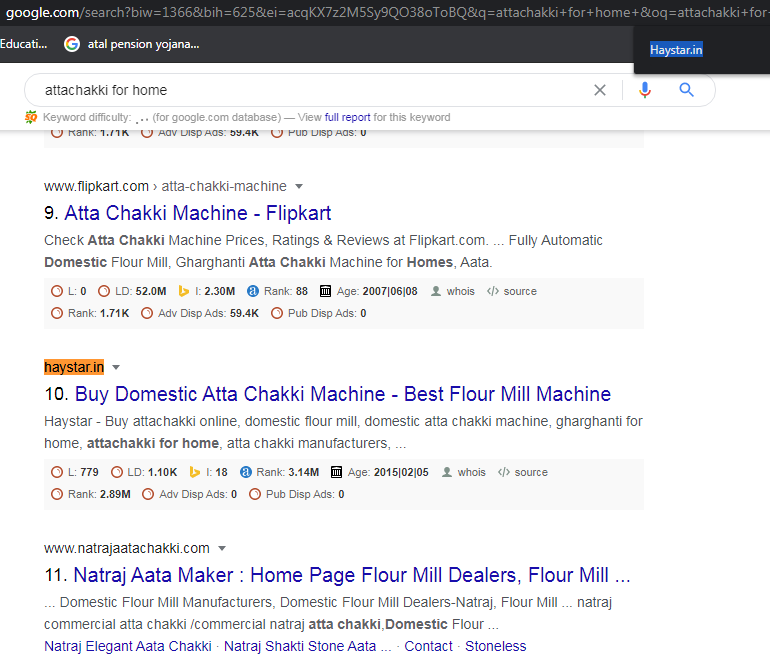 google.com/search?biw=1366&bih=625&ei=acqKX7z2M5Sy9QO38oToBQ&q=attachakki+for+home+&oq=attachakki+for+
Educati... atal pension yojana...
Haystar.in
attachakki for home
Keyword difficulty: (for google.com database) — View full report for this keyword
Rank: 1.71K Adv Disp Ads: 59.4K Pub Disp Ads: 0
www.flipkart.com › atta-chakki-machine
9. Atta Chakki Machine - Flipkart
Check Atta Chakki Machine Prices, Ratings & Reviews at Flipkart.com. ... Fully Automatic
Domestic Flour Mill, Gharghanti Atta Chakki Machine for Homes, Aata.
L: 0 LD: 52.0M I: 2.30M Rank: 88 Age: 2007|06|08 whois </> source
Rank: 1.71K Adv Disp Ads: 59.4K Pub Disp Ads: 0
haystar.in
10. Buy Domestic Atta Chakki Machine - Best Flour Mill Machine
Haystar - Buy attachakki online, domestic flour mill, domestic atta chakki machine, gharghanti for
home, attachakki for home, atta chakki manufacturers, ...
L: 779 LD: 1.10K I: 18 Rank: 3.14M Age: 2015|02|05 whois </> source
Rank: 2.89M Adv Disp Ads: 0 Pub Disp Ads: 0
www.natrajaatachakki.com
11. Natraj Aata Maker : Home Page Flour Mill Dealers, Flour Mill ...
... Domestic Flour Mill Manufacturers, Domestic Flour Mill Dealers-Natraj, Flour Mill ... natraj
commercial atta chakki /commercial natraj atta chakki,Domestic Flour ...
Natraj Elegant Aata Chakki · Natraj Shakti Stone Aata ... · Contact · Stoneless